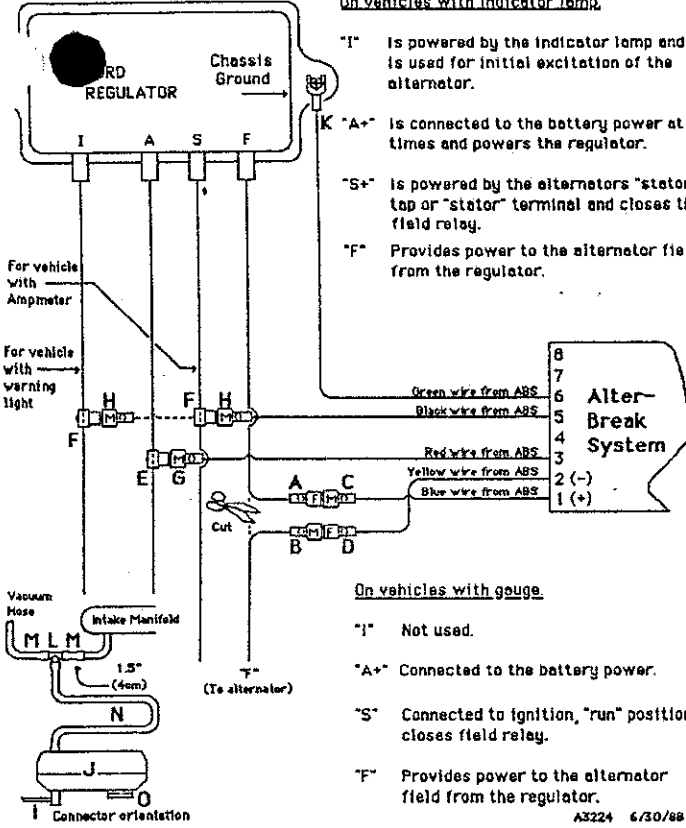 On vehicles with indicator lamp.
"I" Is powered by the indicator lamp and
is used for initial excitation of the
alternator.
"A+" Is connected to the battery power at
times and powers the regulator.
"S+" Is powered by the alternators "stator
tap or "stator" terminal and closes
field relay.
"F" Provides power to the alternator
from the regulator.
REGULATOR
Chassis
Ground
K
I A S F
For vehicle
with
Ampmeter
For vehicle
with
warning
light
H F H
F
E G
Green wire from ABS
Black wire from ABS
Red wire from ABS
Yellow wire from ABS
Blue wire from ABS
8
7
6
5
4
3
2 (-)
1 (+)
Alter-
Break
System
A C
F M
M F
B D
M M
M
Cut
"F"
(To alternator)
Vacuum
Hose
Intake Manifold
M L M
1.5"
(4cm)
N
J
I O
Connector orientation
On vehicles with gauge.
"I" Not used.
"A+" Connected to the battery power.
"S" Connected to ignition, "run" position
closes field relay.
"F" Provides power to the alternator
field from the regulator.
A3224 6/30/88